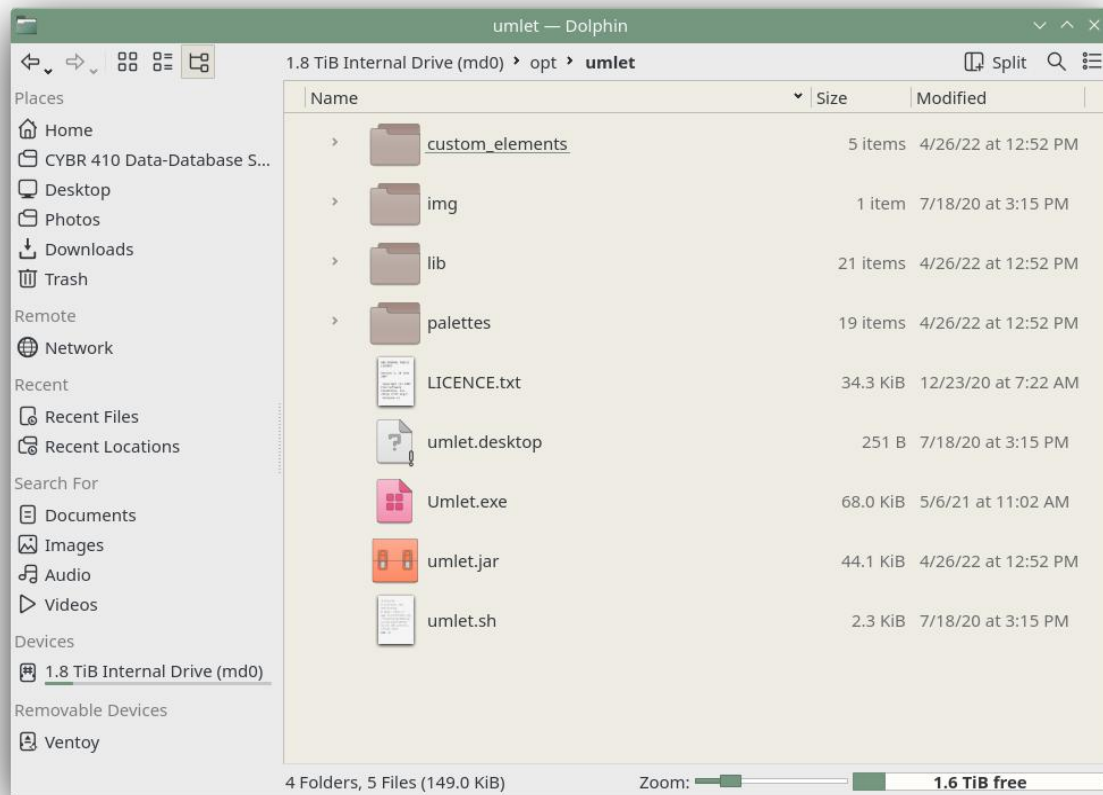 umlet — Dolphin
1.8 TiB Internal Drive (md0) opt umlet
Split
Places
Home
CYBR 410 Data-Database S...
Desktop
Photos
Downloads
Trash
Remote
Network
Recent
Recent Files
Recent Locations
Search For
Documents
Images
Audio
Videos
Devices
1.8 TiB Internal Drive (md0)
Removable Devices
Ventoy
Name Size Modified
custom_elements 5 items 4/26/22 at 12:52 PM
img 1 item 7/18/20 at 3:15 PM
lib 21 items 4/26/22 at 12:52 PM
palettes 19 items 4/26/22 at 12:52 PM
LICENCE.txt 34.3 KiB 12/23/20 at 7:22 AM
umlet.desktop 251 B 7/18/20 at 3:15 PM
Umlet.exe 68.0 KiB 5/6/21 at 11:02 AM
umlet.jar 44.1 KiB 4/26/22 at 12:52 PM
umlet.sh 2.3 KiB 7/18/20 at 3:15 PM
4 Folders, 5 Files (149.0 KiB) Zoom: 1.6 TiB free